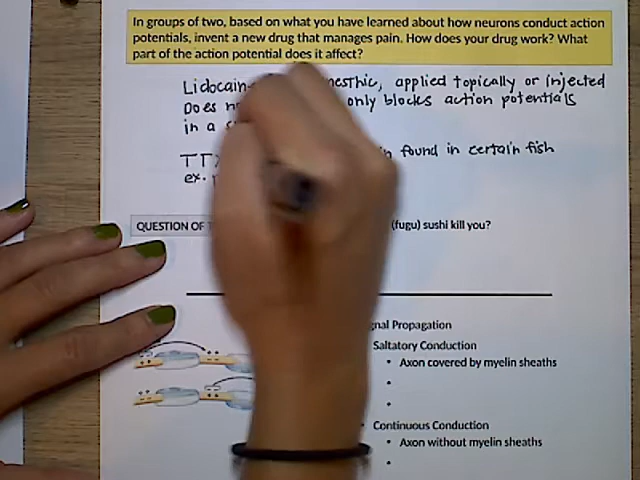 In groups of two, based on what you have learned about how neurons conduct action
potentials, invent a new drug that manages pain. How does your drug work? What
part of the action potential does it affect?
applied topically or injected
Does only blocks action potentials
in a
found in certain fish
ex.
QUESTION OF (fugu) sushi kill you?
Propagation
Saltatory Conduction
• Axon covered by myelin sheaths
•
•
Continuous Conduction
• Axon without myelin sheaths
•